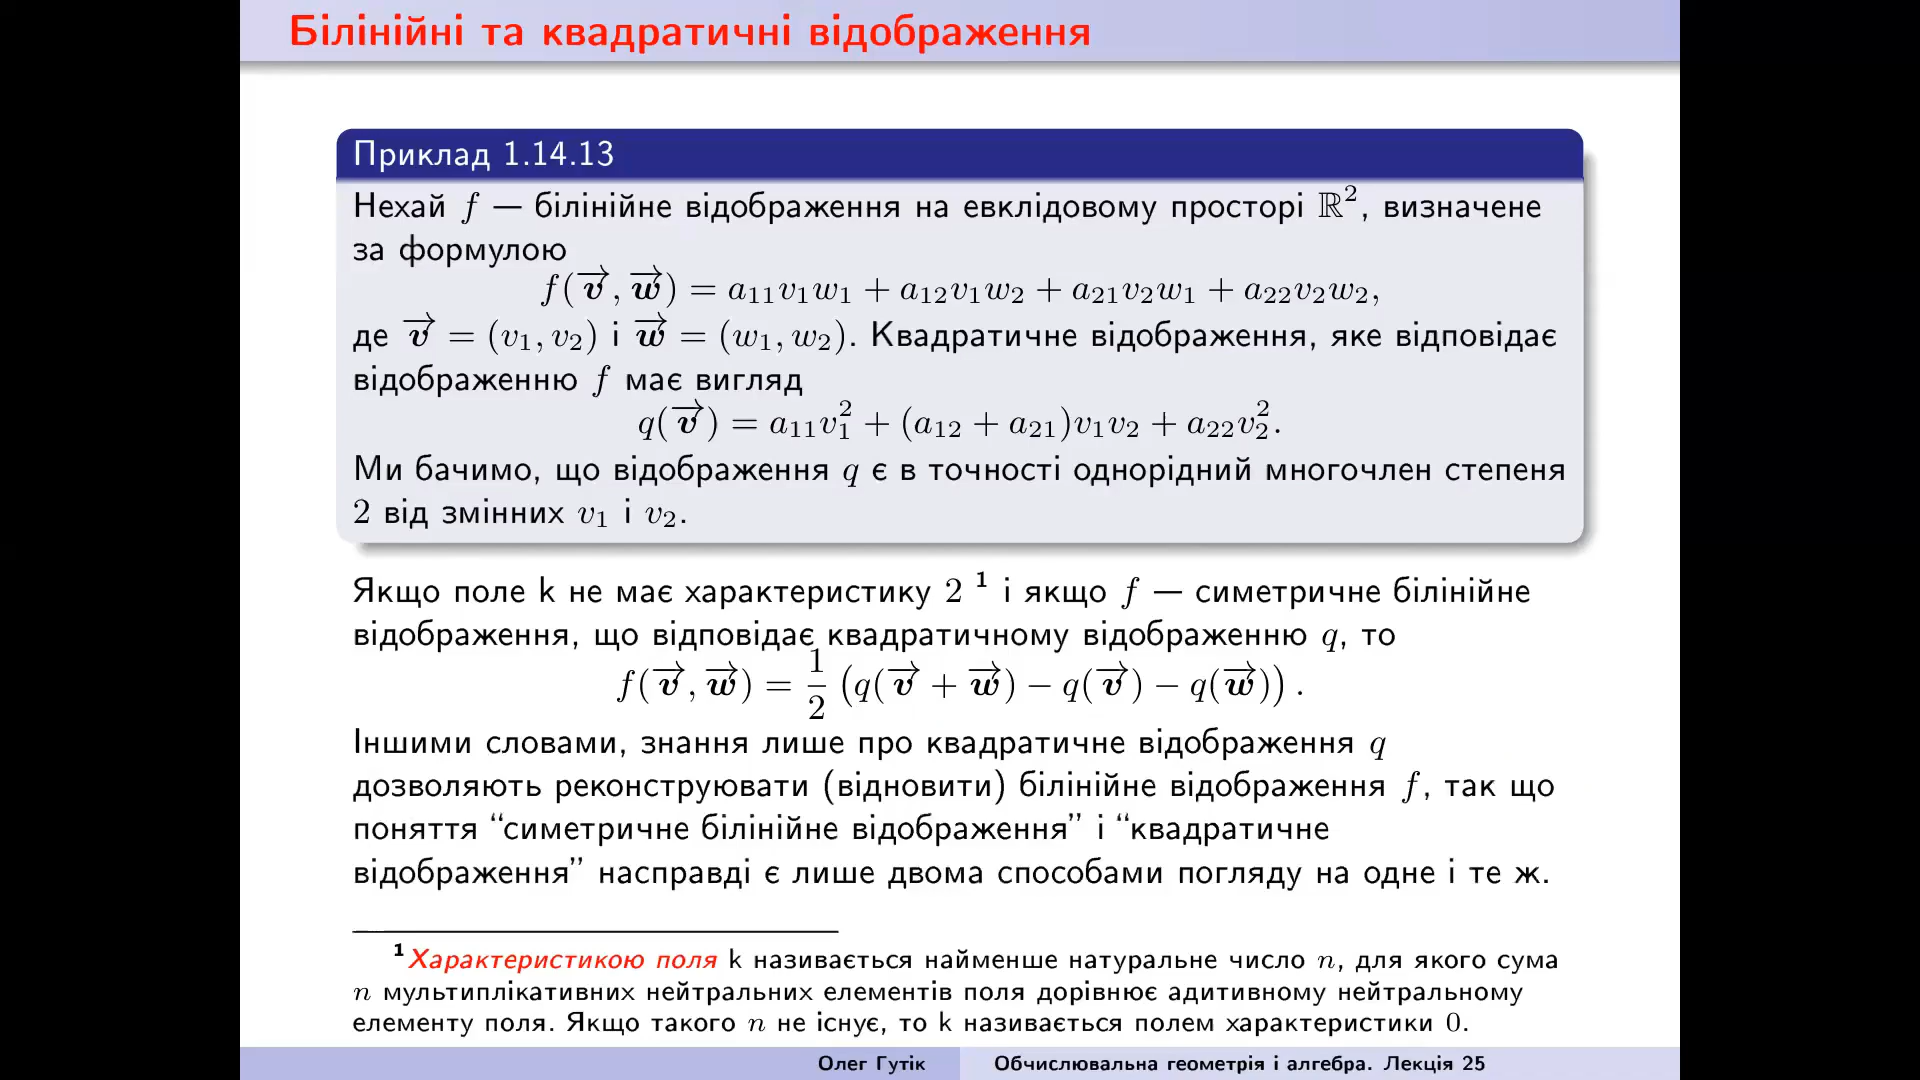 Білінійні та квадратичні відображення
Приклад 1.14.13
Нехай f — білінійне відображення на евклідовому просторі ℝ², визначене
за формулою
f(v⃗, w⃗) = a₁₁v₁w₁ + a₁₂v₁w₂ + a₂₁v₂w₁ + a₂₂v₂w₂,
де v⃗ = (v₁, v₂) і w⃗ = (w₁, w₂). Квадратичне відображення, яке відповідає
відображенню f має вигляд
q(v⃗) = a₁₁v₁² + (a₁₂ + a₂₁)v₁v₂ + a₂₂v₂².
Ми бачимо, що відображення q є в точності однорідний многочлен степеня
2 від змінних v₁ і v₂.
Якщо поле k не має характеристику 2 ¹ і якщо f — симетричне білінійне
відображення, що відповідає квадратичному відображенню q, то
f(v⃗, w⃗) = 1/2 (q(v⃗ + w⃗) − q(v⃗) − q(w⃗)).
Іншими словами, знання лише про квадратичне відображення q
дозволяють реконструювати (відновити) білінійне відображення f, так що
поняття “симетричне білінійне відображення” і “квадратичне
відображення” насправді є лише двома способами погляду на одне і те ж.
¹Характеристикою поля k називається найменше натуральне число n, для якого сума
n мультиплікативних нейтральних елементів поля дорівнює адитивному нейтральному
елементу поля. Якщо такого n не існує, то k називається полем характеристики 0.
Олег Гутік Обчислювальна геометрія і алгебра. Лекція 25